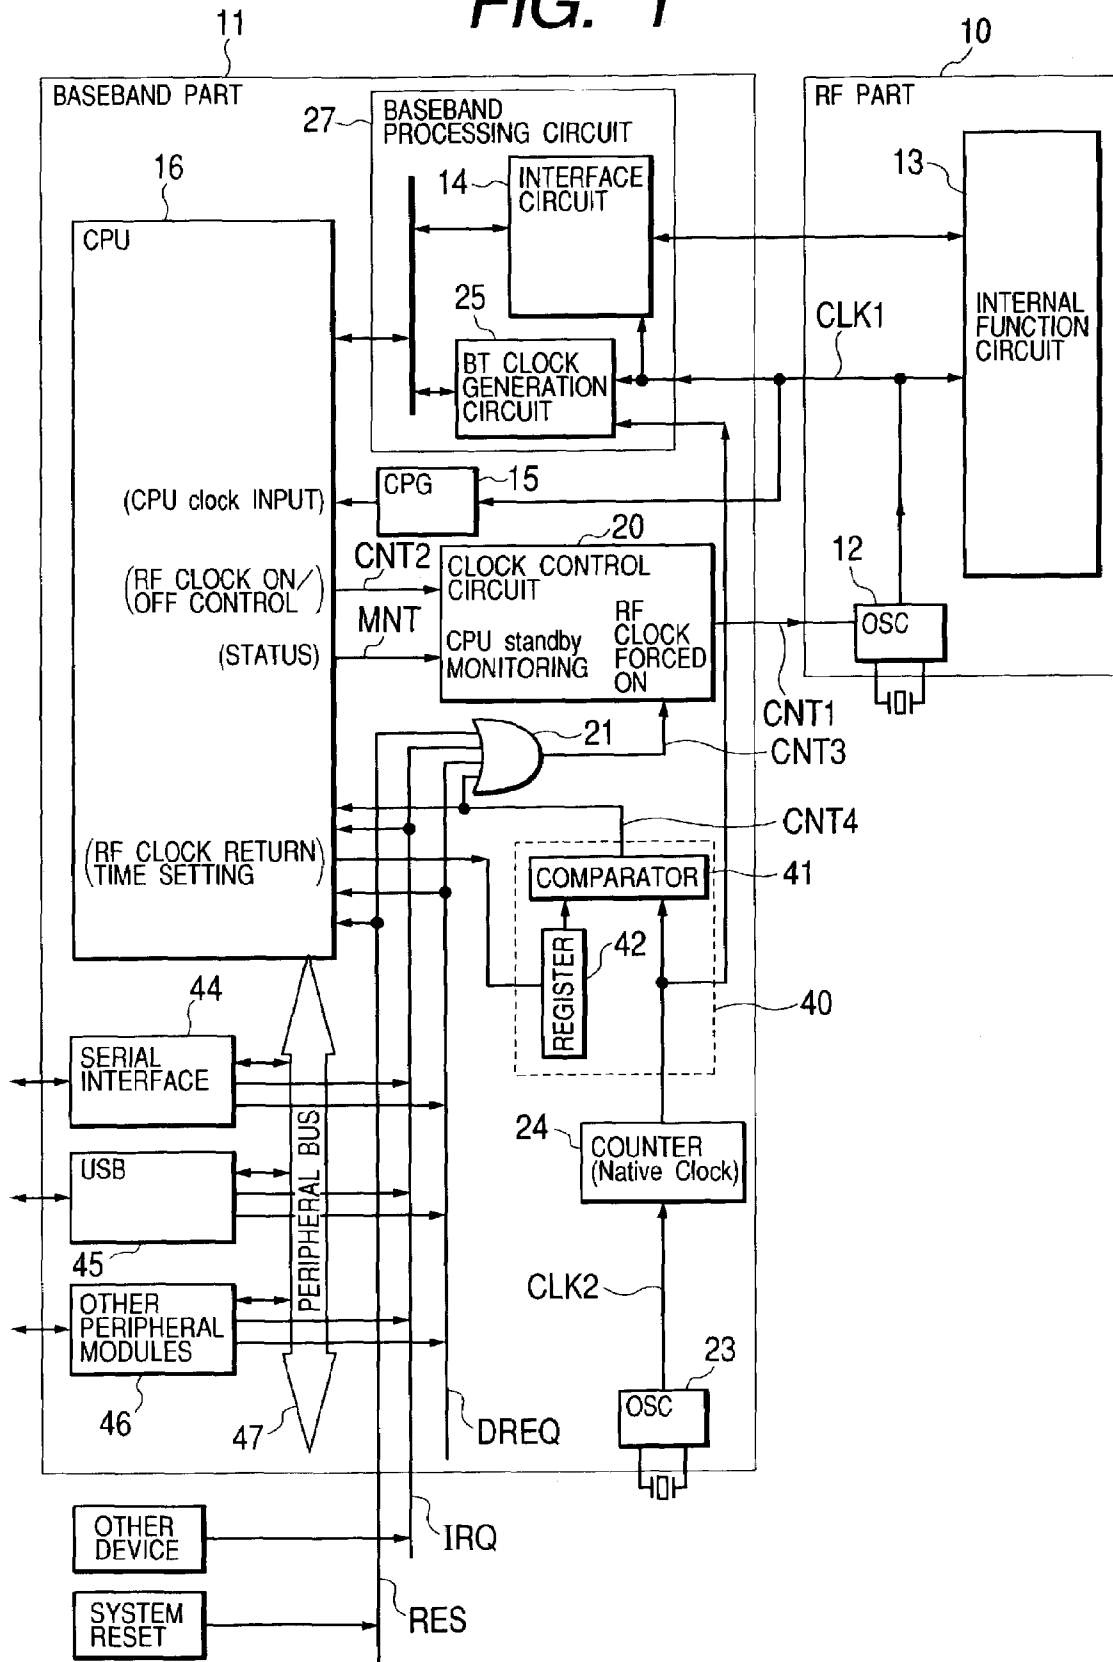 FIG. 1
11
10
BASEBAND PART
RF PART
27
BASEBAND
PROCESSING CIRCUIT
16
14
INTERFACE
CIRCUIT
13
CPU
25
BT CLOCK
GENERATION
CIRCUIT
CLK1
INTERNAL
FUNCTION
CIRCUIT
(CPU clock INPUT)
CPG
15
20
CNT2
(RF CLOCK ON/
OFF CONTROL)
CLOCK CONTROL
CIRCUIT
12
OSC
MNT
(STATUS)
CPU standby
MONITORING
RF
CLOCK
FORCED
ON
CNT1
21
CNT3
CNT4
(RF CLOCK RETURN
TIME SETTING)
COMPARATOR
41
REGISTER
42
40
44
SERIAL
INTERFACE
24
COUNTER
(Native Clock)
USB
45
PERIPHERAL BUS
CLK2
OTHER
PERIPHERAL
MODULES
46
47
23
OSC
DREQ
OTHER
DEVICE
IRQ
SYSTEM
RESET
RES